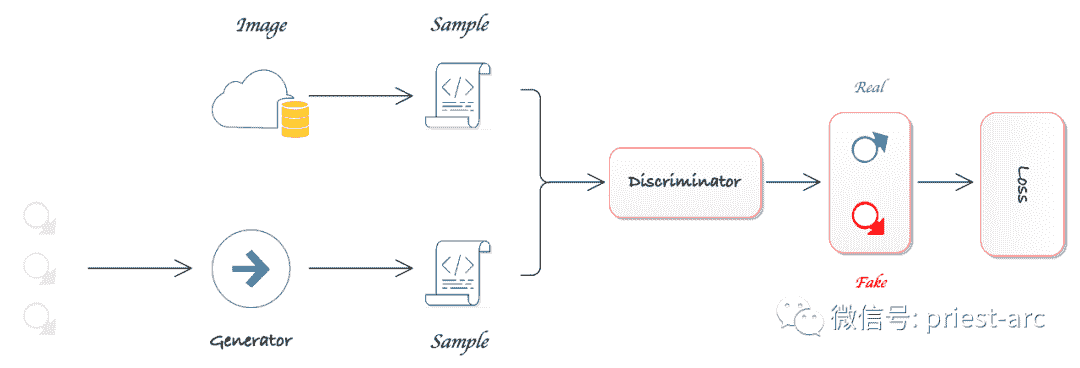 Image
Sample
</>
Real
Discriminator
Loss
</>
Generator
Sample
Fake
微信号: priest-arc